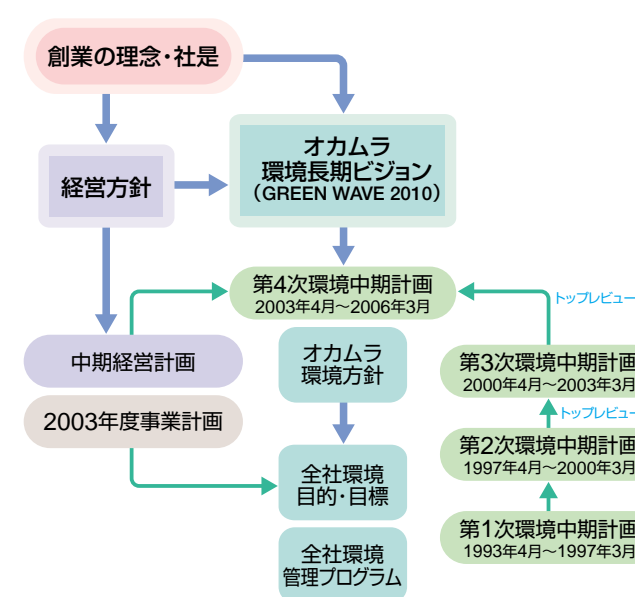 創業の理念・社是
経営方針
オカムラ
環境長期ビジョン
（GREEN WAVE 2010）
第4次環境中期計画
2003年4月～2006年3月
トップレビュー
中期経営計画
オカムラ
環境方針
第3次環境中期計画
2000年4月～2003年3月
2003年度事業計画
トップレビュー
第2次環境中期計画
1997年4月～2000年3月
全社環境
目的・目標
第1次環境中期計画
1993年4月～1997年3月
全社環境
管理プログラム